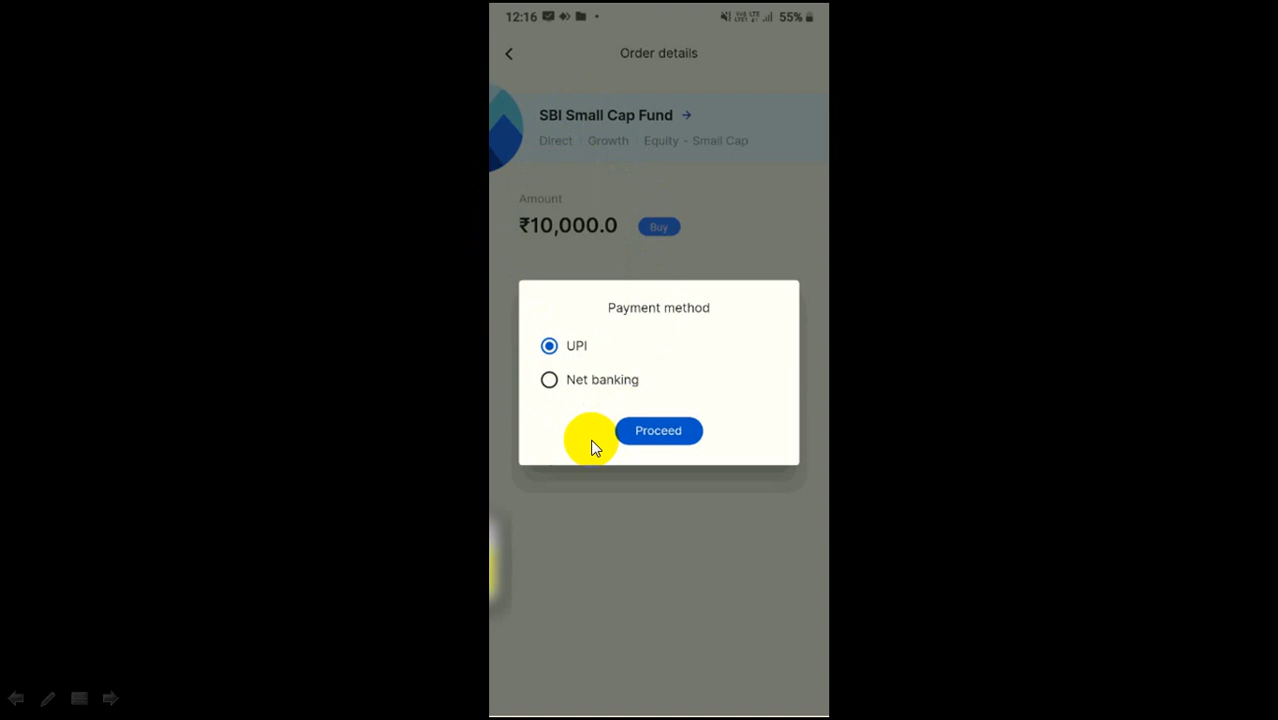 12:16 55%
Order details
SBI Small Cap Fund
Direct Growth Equity - Small Cap
Amount
₹10,000.0 Buy
Payment method
UPI
Net banking
Proceed